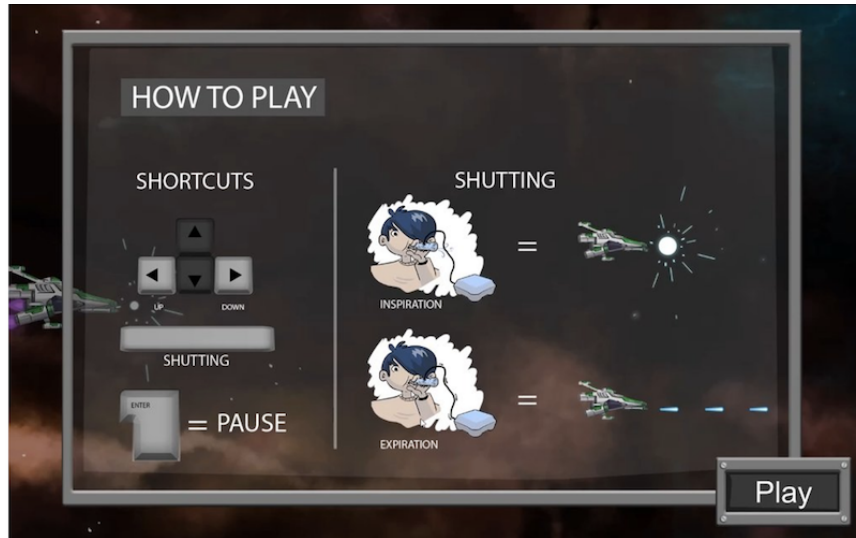 HOW TO PLAY
SHORTCUTS
UP
DOWN
SHUTTING
ENTER
= PAUSE
SHUTTING
=
INSPIRATION
=
EXPIRATION
Play